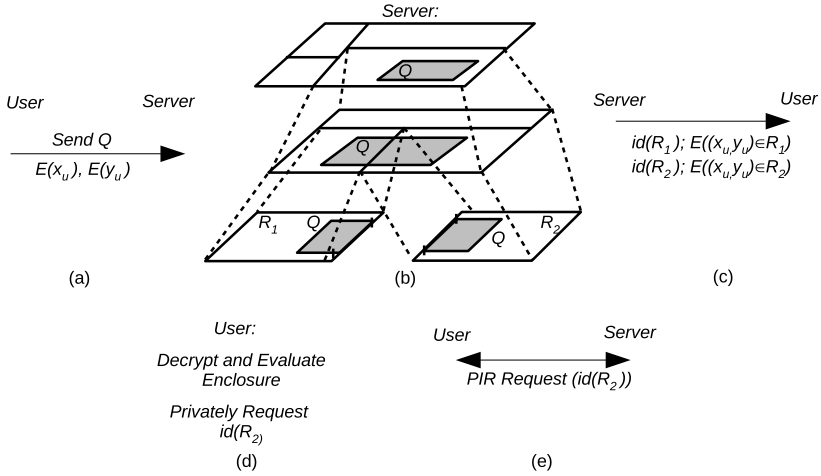 Server:
Q
User
Server
Send Q
E(x_u), E(y_u)
Q
Server
User
id(R_1); E((x_u,y_u)∈R_1)
id(R_2); E((x_u,y_u)∈R_2)
R_1
Q
Q
R_2
(a)
(b)
(c)
User:
Decrypt and Evaluate
Enclosure
Privately Request
id(R_2)
(d)
User
Server
PIR Request (id(R_2))
(e)